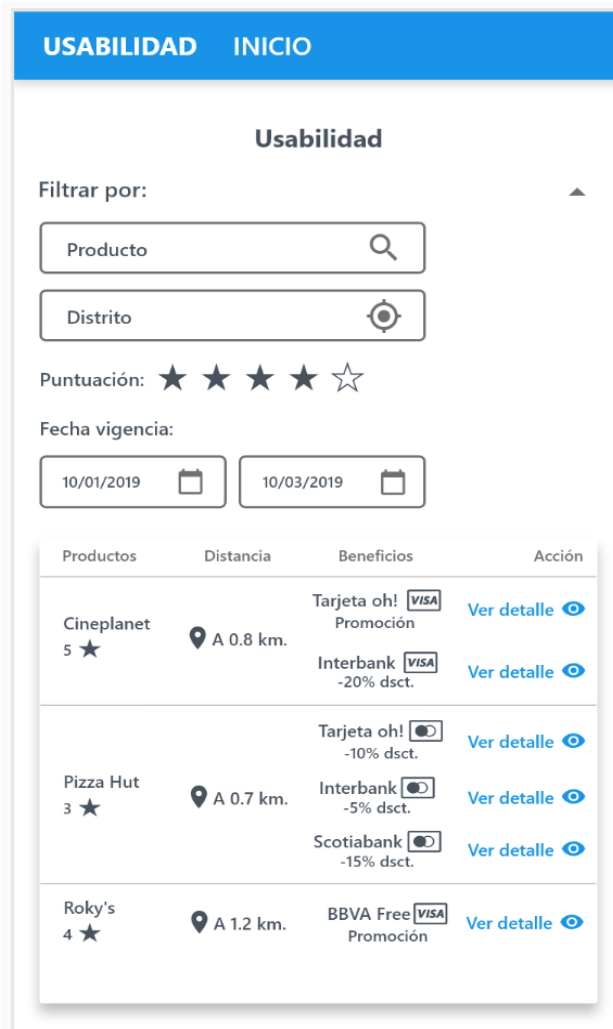 USABILIDAD INICIO
Usabilidad
Filtrar por:
Producto
Distrito
Puntuación:
Fecha vigencia:
10/01/2019 10/03/2019
Productos Distancia Beneficios Acción
Cineplanet
5
A 0.8 km.
Tarjeta oh! VISA
Promoción
Ver detalle
Interbank VISA
-20% dsct.
Ver detalle
Pizza Hut
3
A 0.7 km.
Tarjeta oh!
-10% dsct.
Ver detalle
Interbank
-5% dsct.
Ver detalle
Scotiabank
-15% dsct.
Ver detalle
Roky's
4
A 1.2 km.
BBVA Free VISA
Promoción
Ver detalle